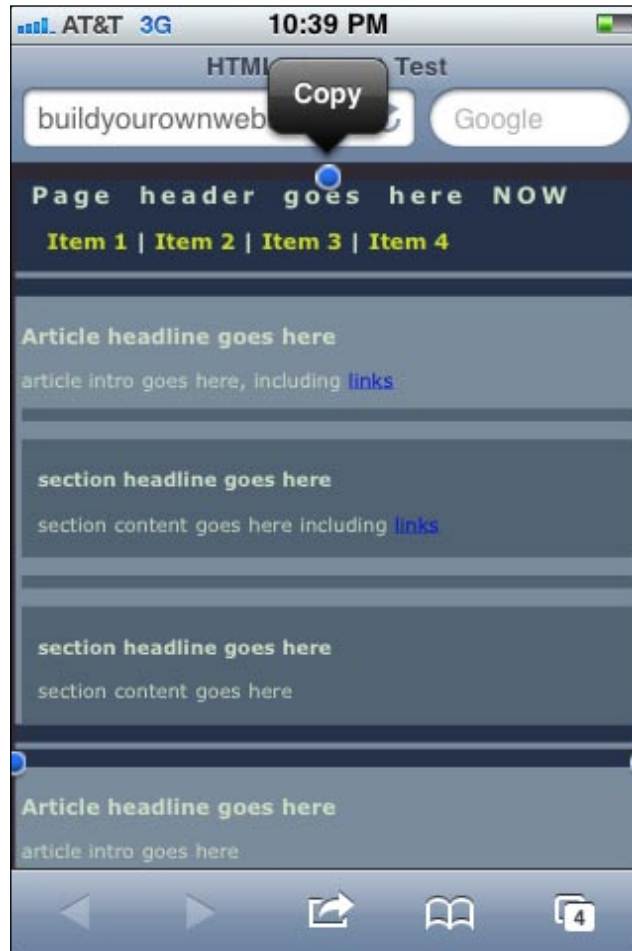 AT&T 3G 10:39 PM
HTML Test
Copy
buildyourownweb
Google
Page header goes here NOW
Item 1 | Item 2 | Item 3 | Item 4
Article headline goes here
article intro goes here, including links
section headline goes here
section content goes here including links
section headline goes here
section content goes here
Article headline goes here
article intro goes here
4